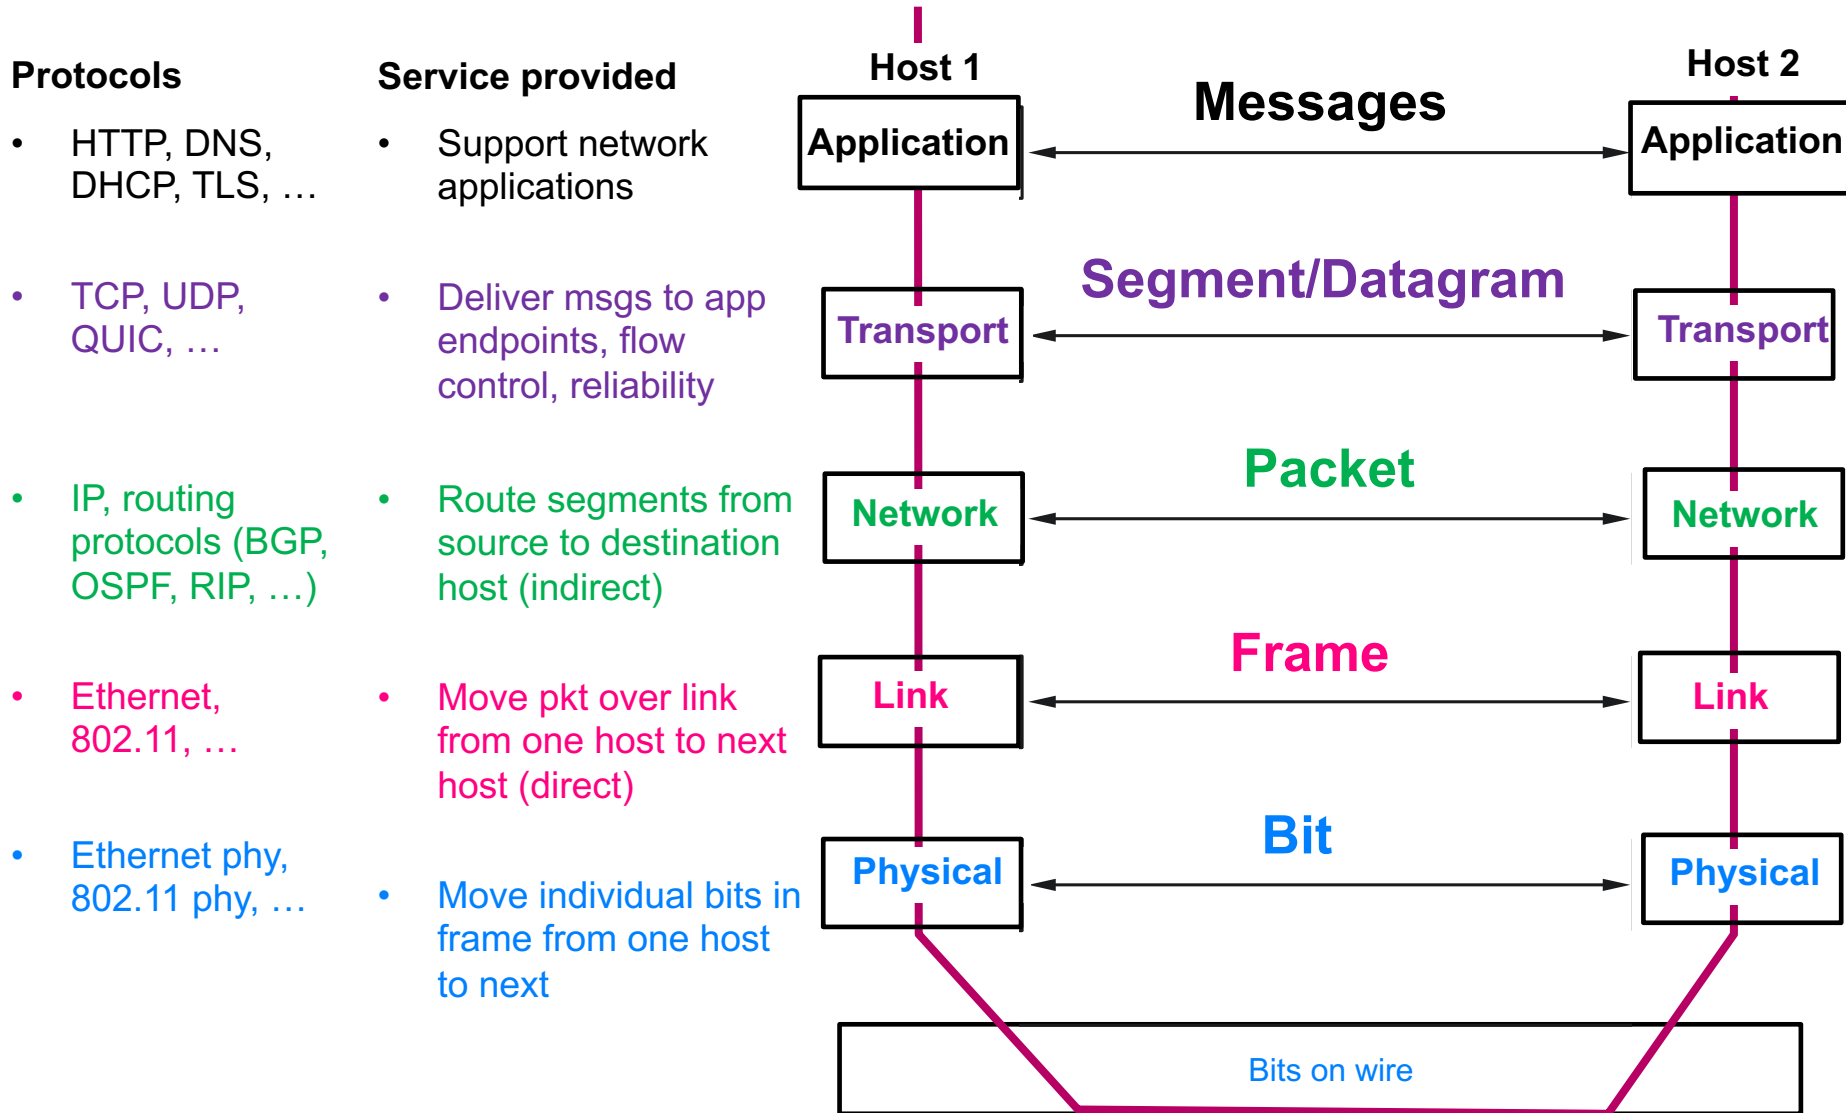 Protocols
• HTTP, DNS,
DHCP, TLS, …
• TCP, UDP,
QUIC, …
• IP, routing
protocols (BGP,
OSPF, RIP, …)
• Ethernet,
802.11, …
• Ethernet phy,
802.11 phy, …
Service provided
• Support network
applications
• Deliver msgs to app
endpoints, flow
control, reliability
• Route segments from
source to destination
host (indirect)
• Move pkt over link
from one host to next
host (direct)
• Move individual bits in
frame from one host
to next
Host 1
Application
Transport
Network
Link
Physical
Messages
Segment/Datagram
Packet
Frame
Bit
Host 2
Application
Transport
Network
Link
Physical
Bits on wire